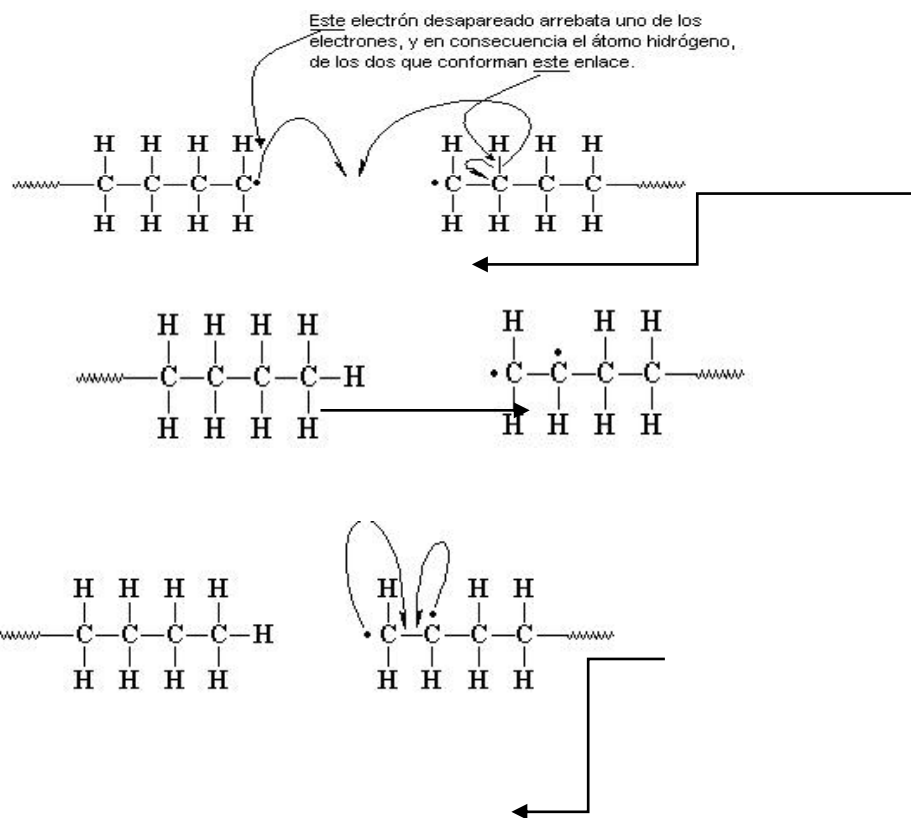 Este electrón desapareado arrebata uno de los
electrones, y en consecuencia el átomo hidrógeno,
de los dos que conforman este enlace.
H H H H H H H H
C C C C C C C C
H H H H H H H H
H H H H H H H
C C C C H C C C C
H H H H H H H H
H H H H H H H
C C C C H C C C C
H H H H H H H H